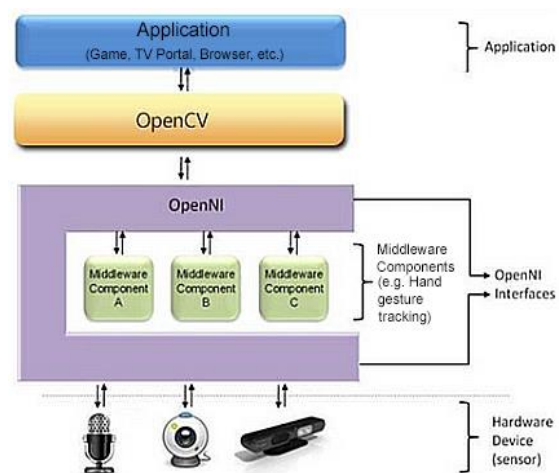 Application
(Game, TV Portal, Browser, etc.)
Application
OpenCV
OpenNI
Middleware
Component
A
Middleware
Component
B
Middleware
Component
C
Middleware
Components
(e.g. Hand
gesture
tracking)
OpenNI
Interfaces
Hardware
Device
(sensor)